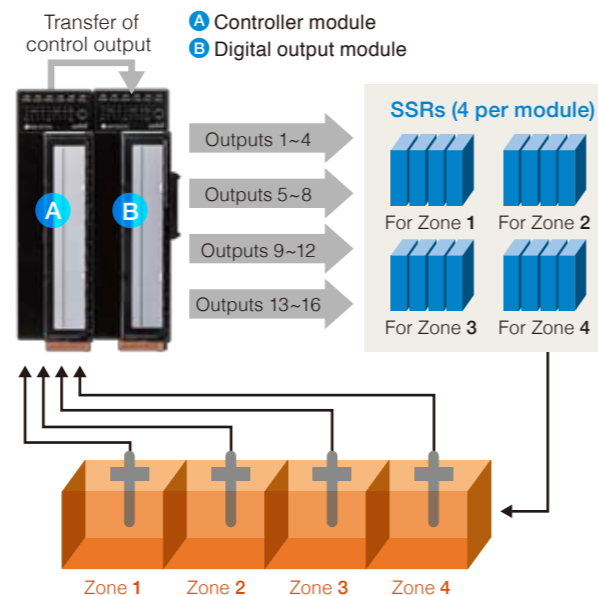 Transfer of
control output
A Controller module
B Digital output module
SSRs (4 per module)
Outputs 1~4
Outputs 5~8
Outputs 9~12
Outputs 13~16
A
B
For Zone 1
For Zone 2
For Zone 3
For Zone 4
Zone 1
Zone 2
Zone 3
Zone 4